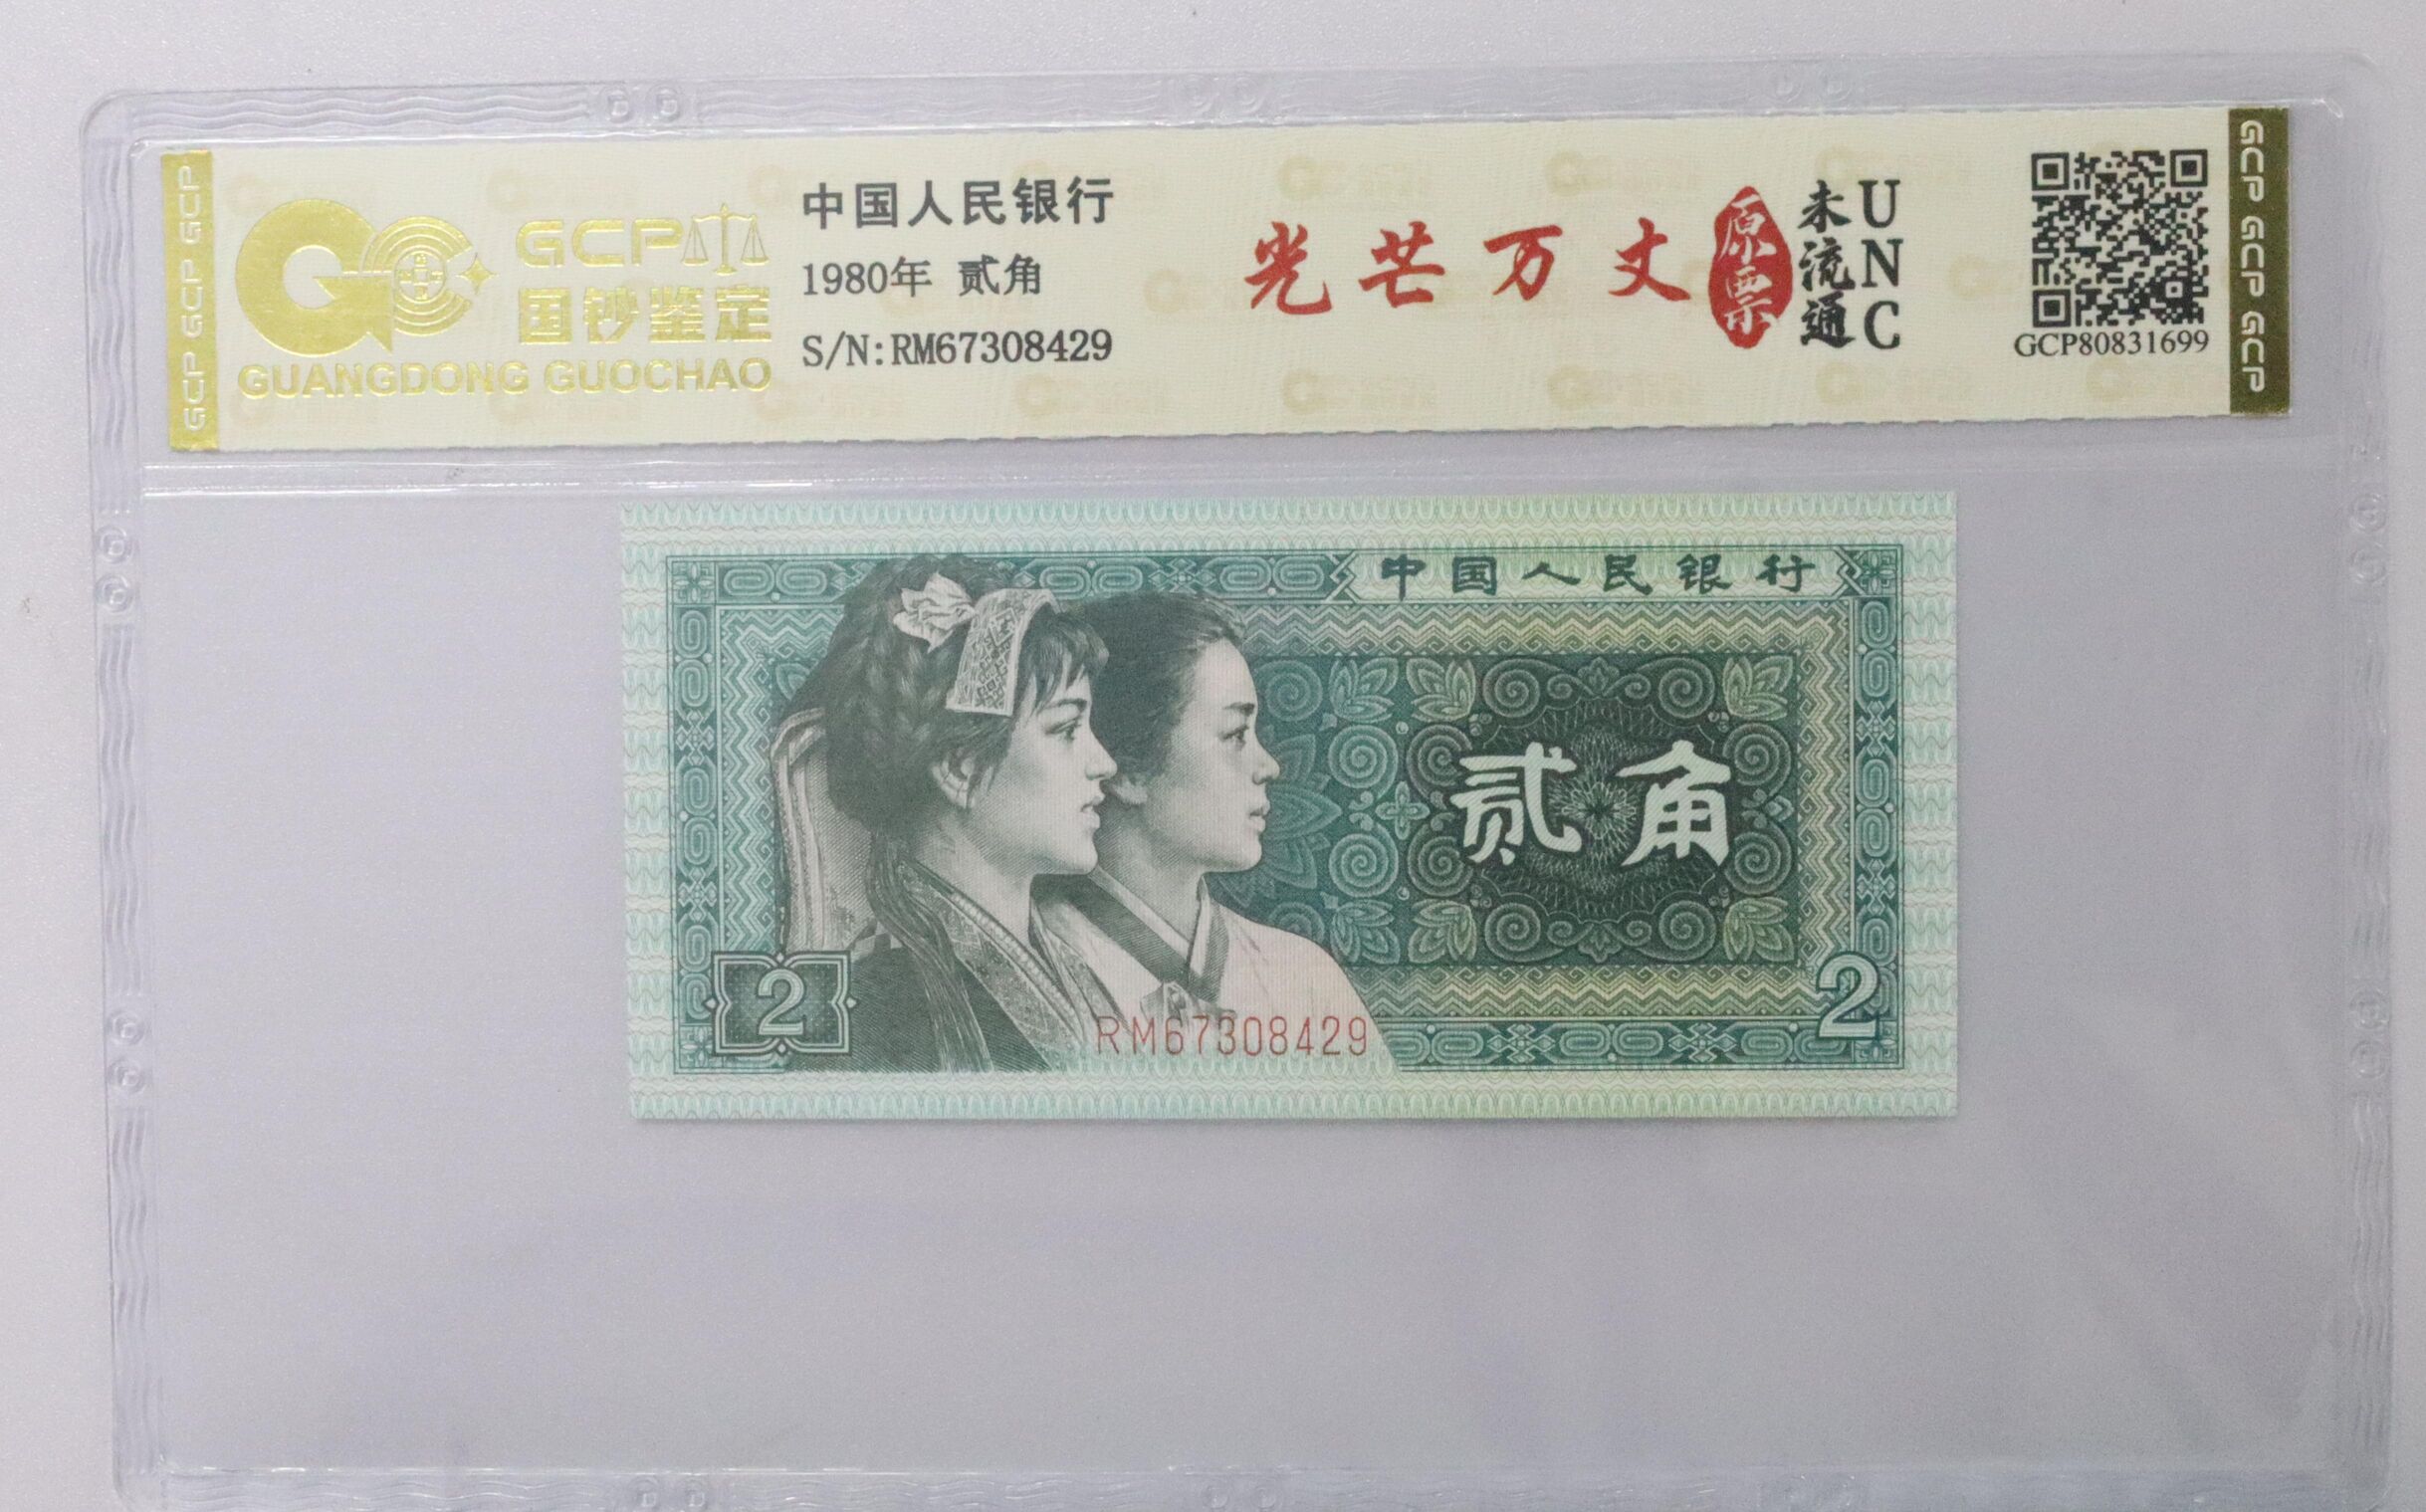 GCP GCP GCP
GCP
国钞鉴定
GUANGDONG GUOCHAO
中国人民银行
1980年 贰角
S/N:RM67308429
光芒万丈
原票
未流通
UNC
GCP80831699
GCP GCP GCP
中国人民银行
贰角
2
2
RM67308429